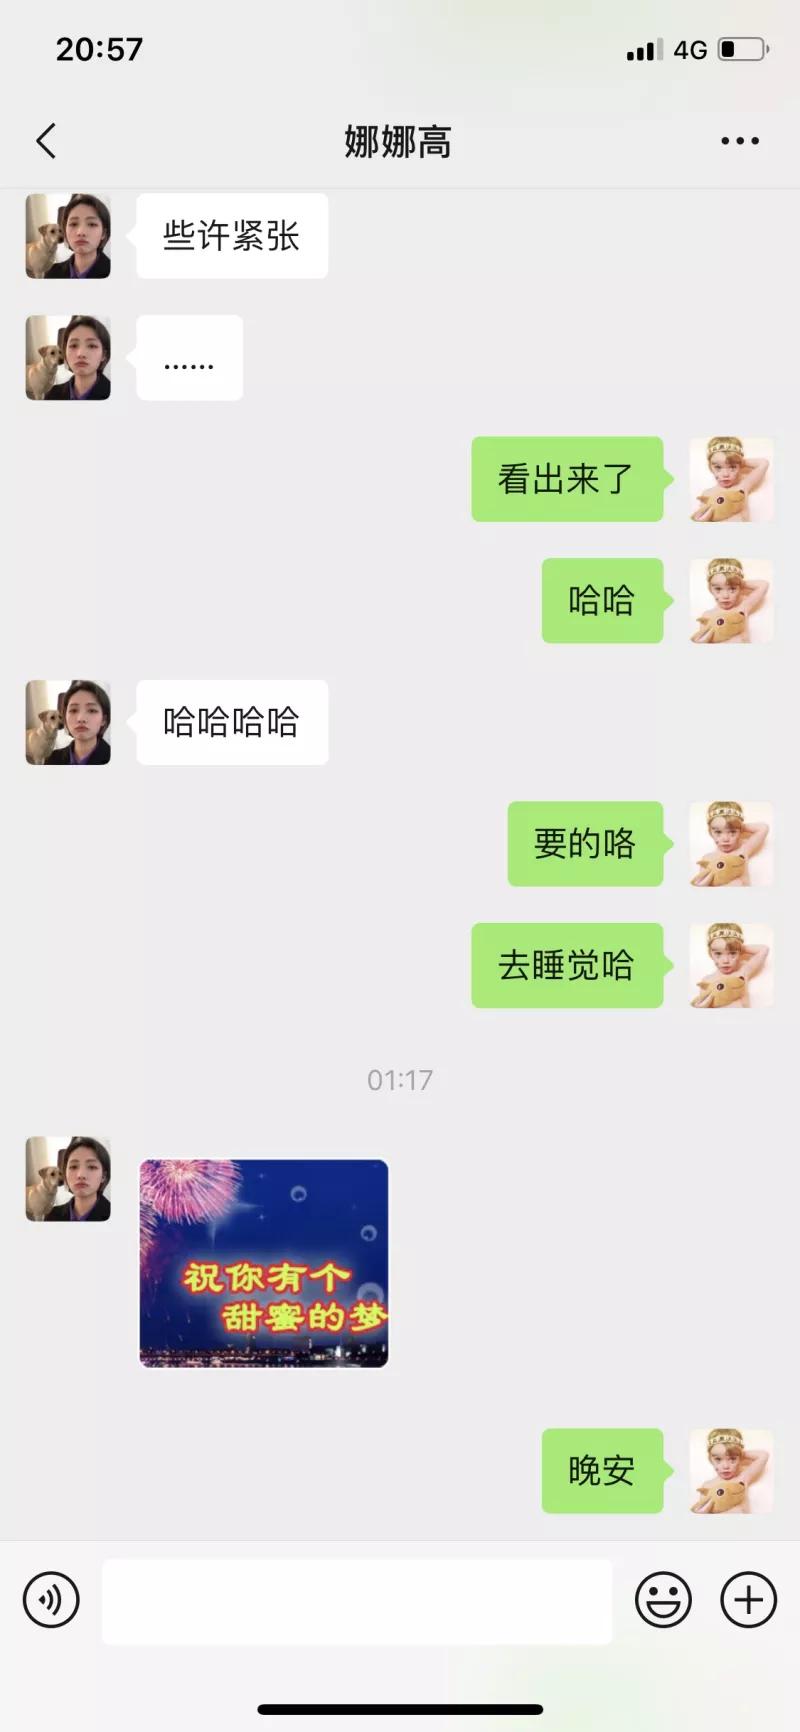 20:57
4G
娜娜高
些许紧张
......
看出来了
哈哈
哈哈哈哈
要的咯
去睡觉哈
01:17
祝你有个
甜蜜的梦
晚安